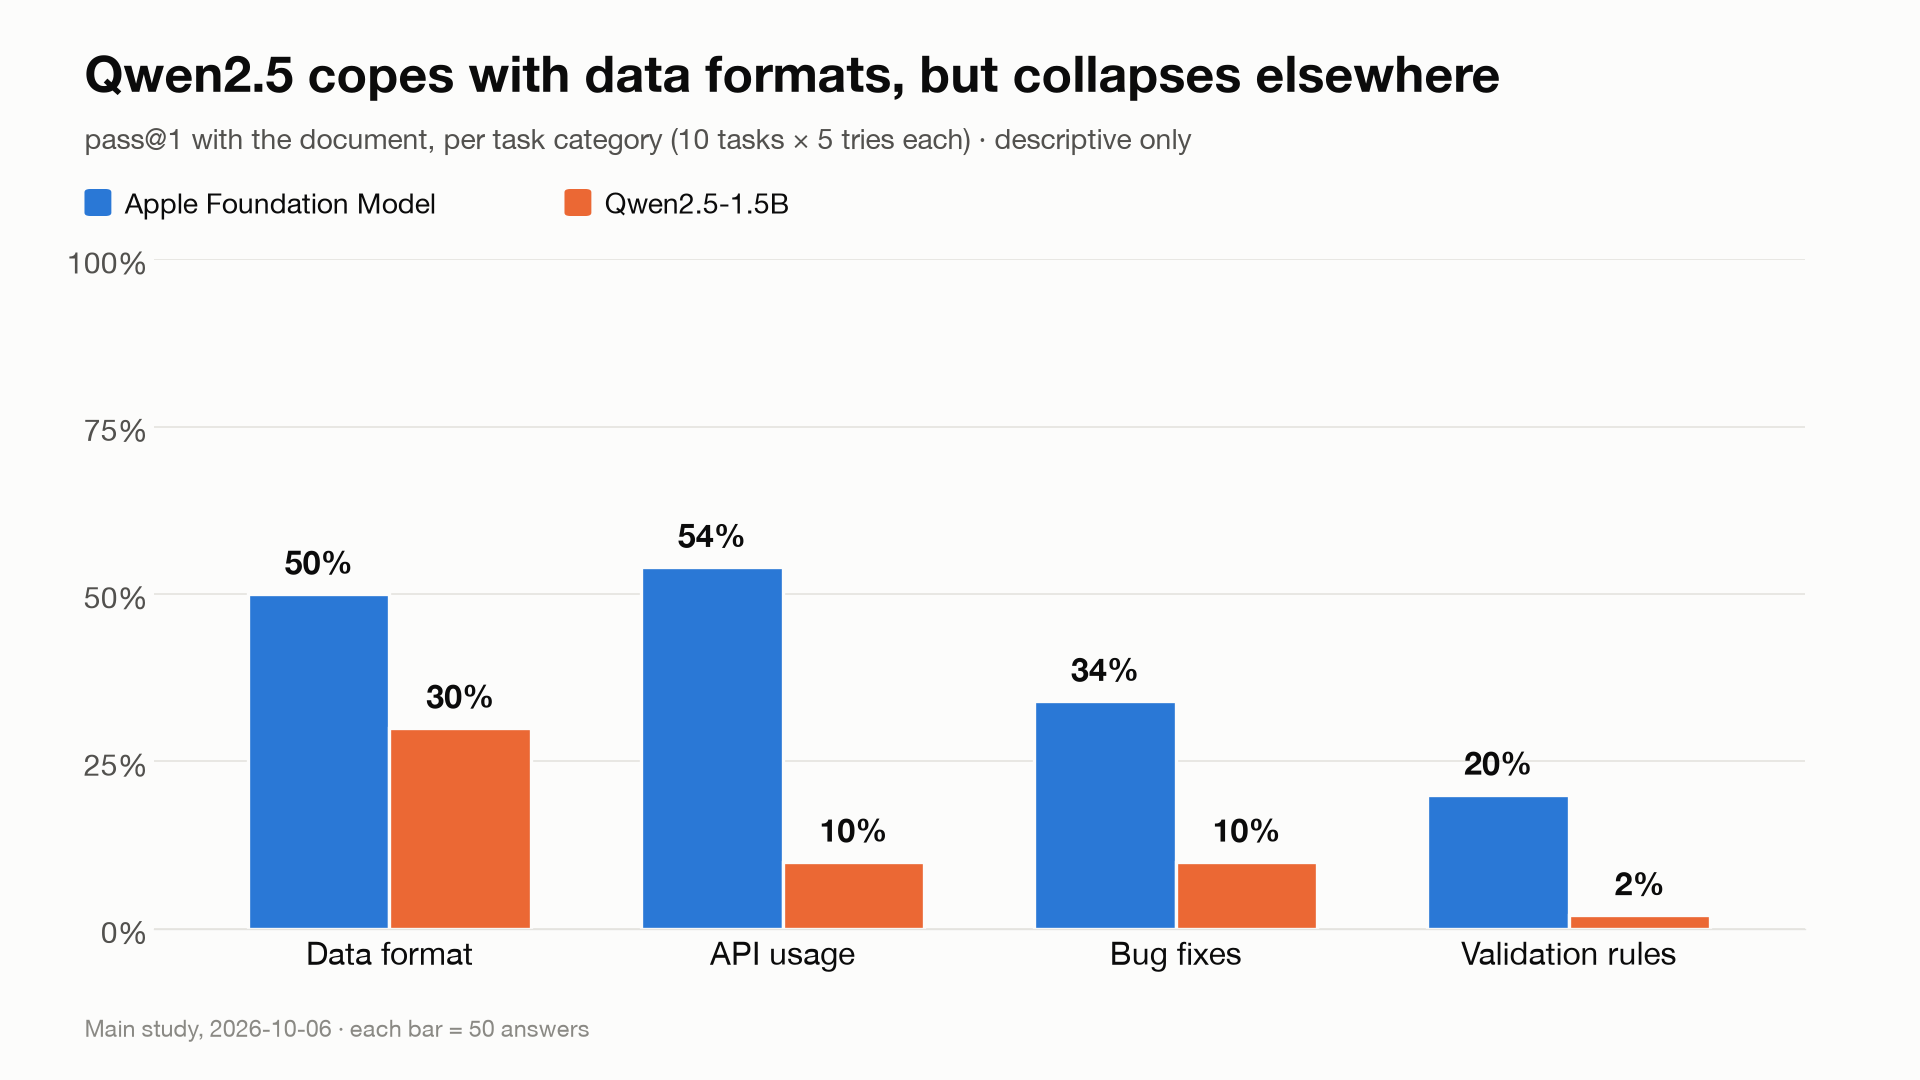 Qwen2.5 copes with data formats, but collapses elsewhere
pass@1 with the document, per task category (10 tasks × 5 tries each) · descriptive only
Apple Foundation Model
Qwen2.5-1.5B
100%
75%
50%
25%
0%
50%
30%
54%
10%
34%
10%
20%
2%
Data format
API usage
Bug fixes
Validation rules
Main study, 2026-10-06 · each bar = 50 answers